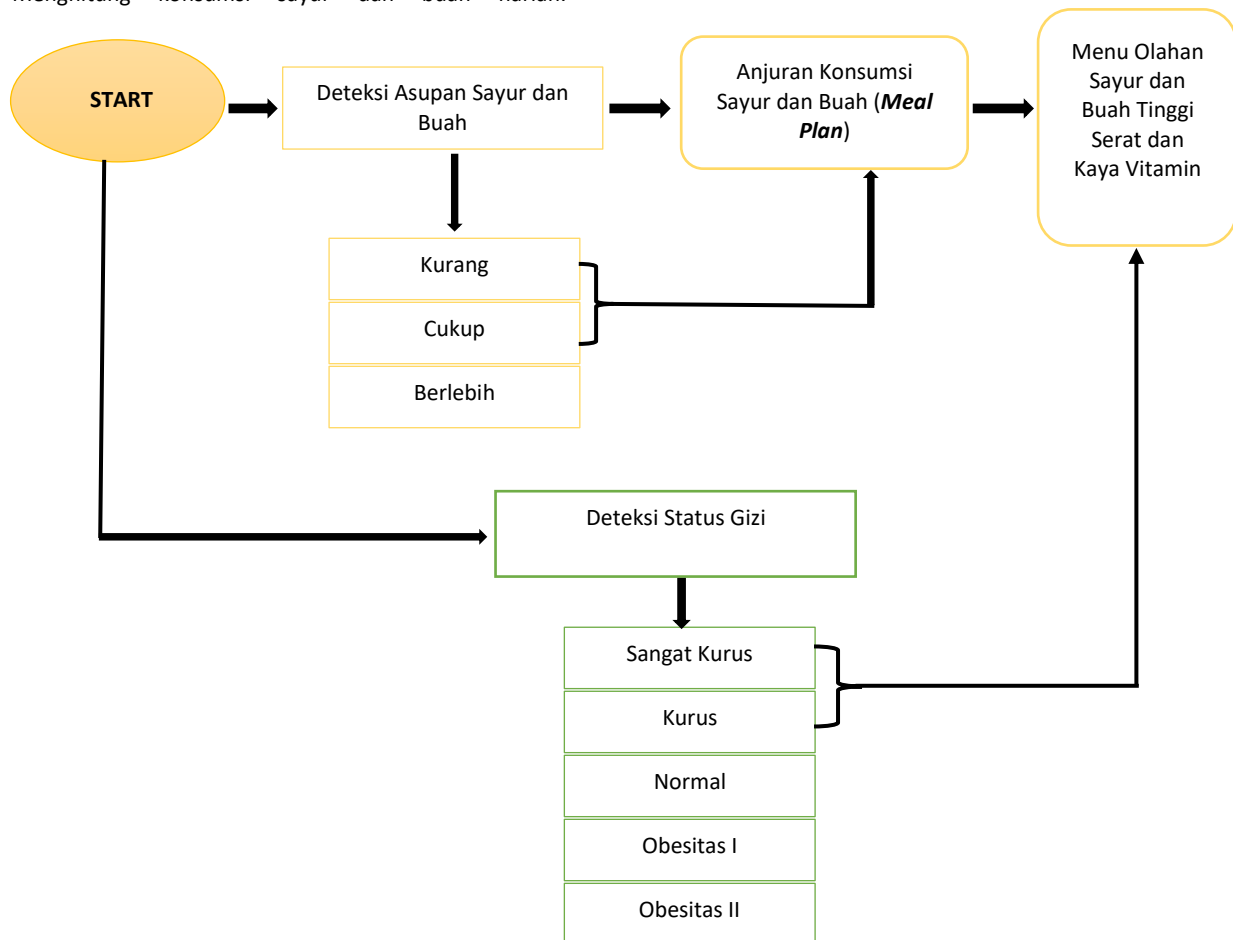 menghitung konsumsi sayur dan buah harian.
START
Deteksi Asupan Sayur dan
Buah
Anjuran Konsumsi
Sayur dan Buah (Meal
Plan)
Menu Olahan
Sayur dan
Buah Tinggi
Serat dan
Kaya Vitamin
Kurang
Cukup
Berlebih
Deteksi Status Gizi
Sangat Kurus
Kurus
Normal
Obesitas I
Obesitas II